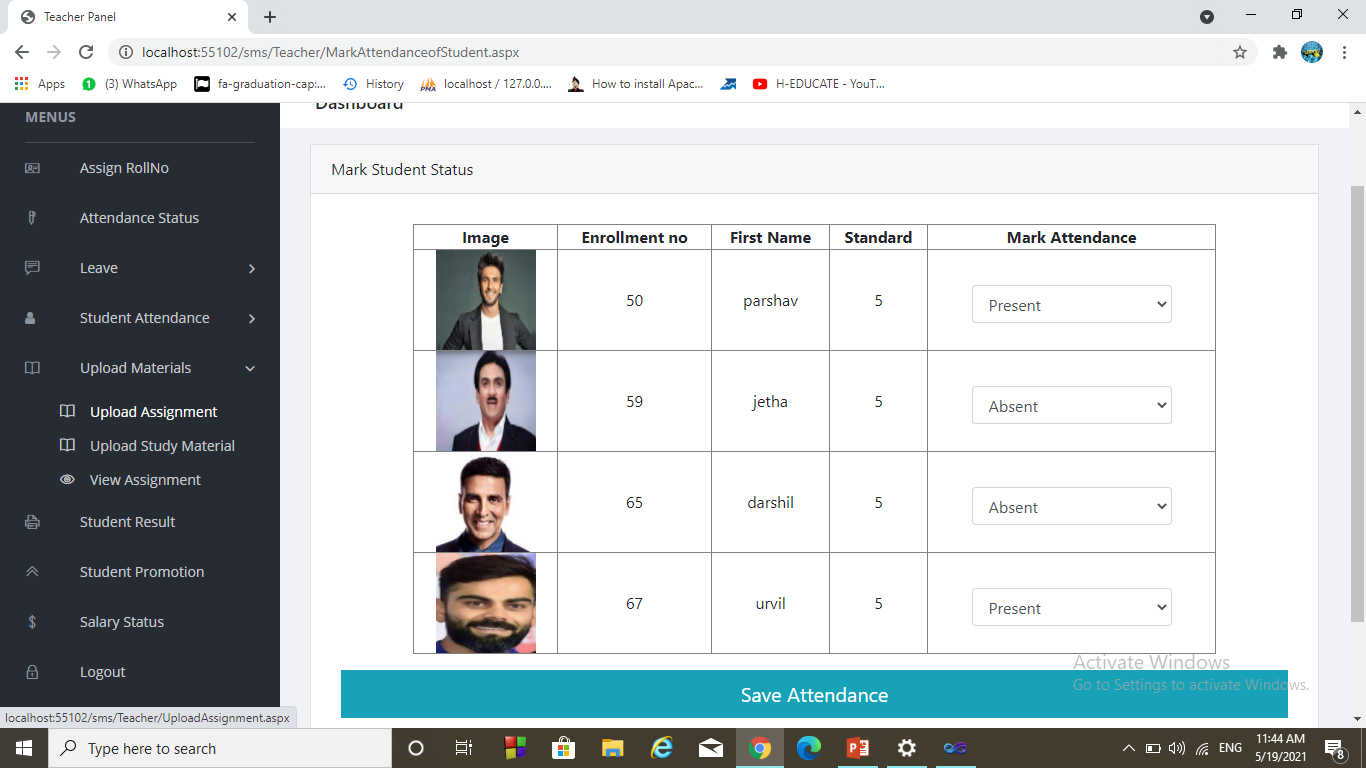 Teacher Panel
localhost:55102/sms/Teacher/MarkAttendanceofStudent.aspx
Apps
1 (3) WhatsApp
fa-graduation-cap:...
History
PMA localhost / 127.0.0....
How to install Apac...
H-EDUCATE - YouT...
Dashboard
MENUS
Assign RollNo
Attendance Status
Leave
Student Attendance
Upload Materials
Upload Assignment
Upload Study Material
View Assignment
Student Result
Student Promotion
Salary Status
Logout
Mark Student Status
Image Enrollment no First Name Standard Mark Attendance
50 parshav 5 Present
59 jetha 5 Absent
65 darshil 5 Absent
67 urvil 5 Present
Save Attendance
Activate Windows
Go to Settings to activate Windows.
localhost:55102/sms/Teacher/UploadAssignment.aspx
Type here to search
ENG
11:44 AM
5/19/2021
8